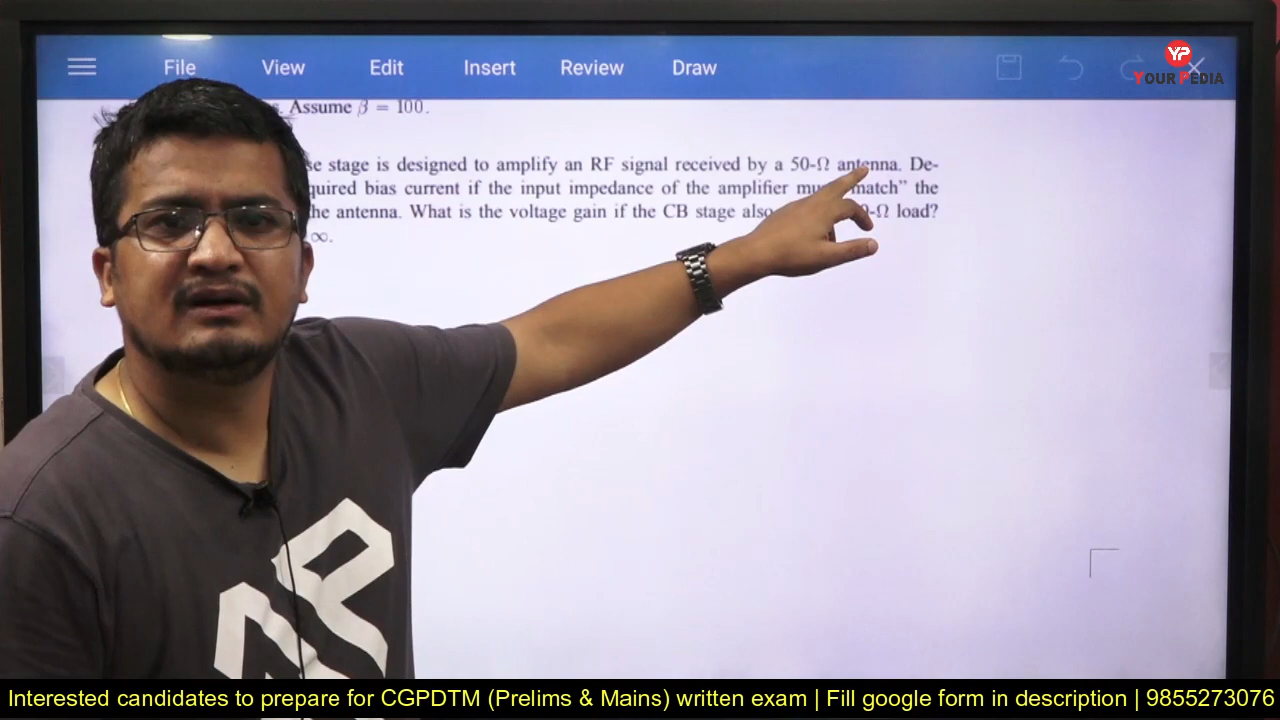 File View Edit Insert Review Draw
YP
YOUR PEDIA
Assume β = 100.
se stage is designed to amplify an RF signal received by a 50-Ω antenna. De-
quired bias current if the input impedance of the amplifier mu match” the
he antenna. What is the voltage gain if the CB stage also -Ω load?
∞.
Interested candidates to prepare for CGPDTM (Prelims & Mains) written exam | Fill google form in description | 9855273076